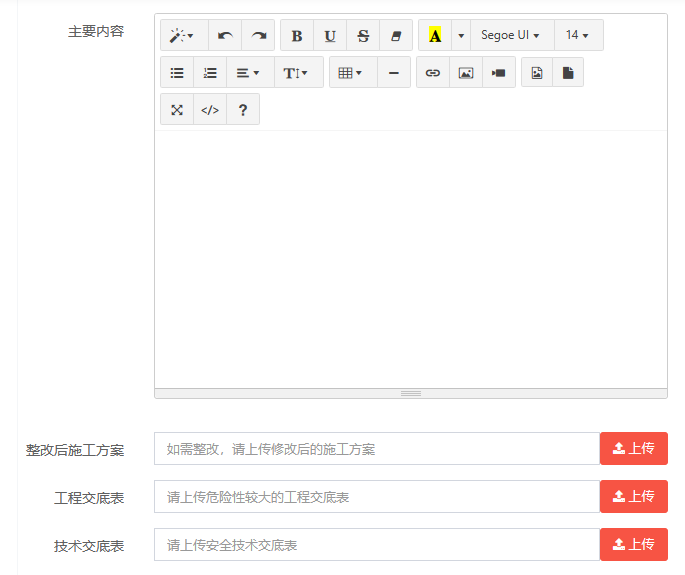 主要内容
B U S A Segoe UI 14
T
</> ?
整改后施工方案 如需整改，请上传修改后的施工方案 上传
工程交底表 请上传危险性较大的工程交底表 上传
技术交底表 请上传安全技术交底表 上传